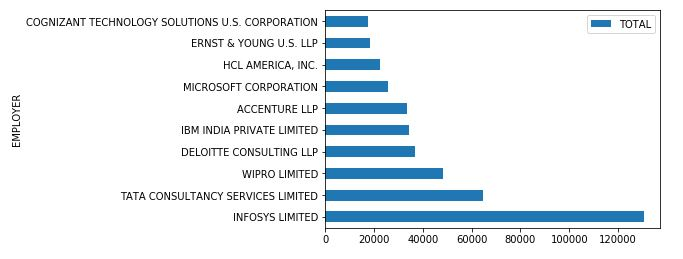 COGNIZANT TECHNOLOGY SOLUTIONS U.S. CORPORATION
ERNST & YOUNG U.S. LLP
HCL AMERICA, INC.
MICROSOFT CORPORATION
ACCENTURE LLP
IBM INDIA PRIVATE LIMITED
DELOITTE CONSULTING LLP
WIPRO LIMITED
TATA CONSULTANCY SERVICES LIMITED
INFOSYS LIMITED
EMPLOYER
TOTAL
0 20000 40000 60000 80000 100000 120000